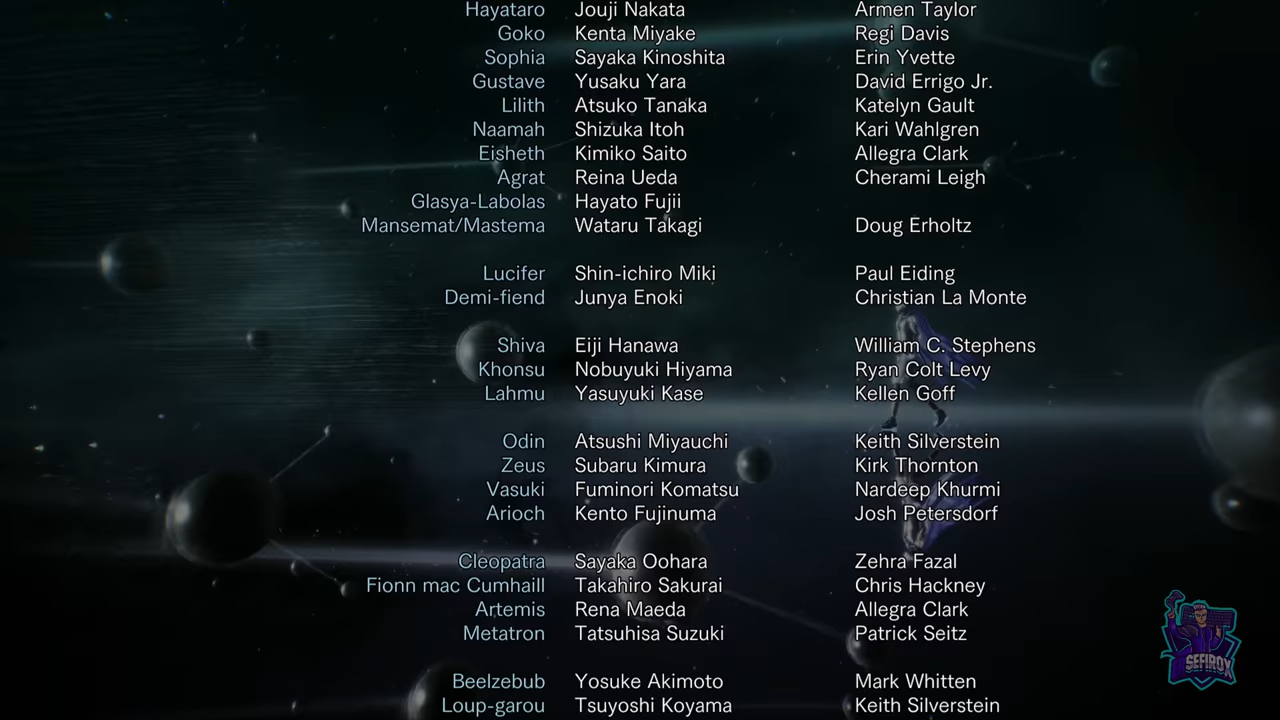 Hayataro Jouji Nakata Armen Taylor
Goko Kenta Miyake Regi Davis
Sophia Sayaka Kinoshita Erin Yvette
Gustave Yusaku Yara David Errigo Jr.
Lilith Atsuko Tanaka Katelyn Gault
Naamah Shizuka Itoh Kari Wahlgren
Eisheth Kimiko Saito Allegra Clark
Agrat Reina Ueda Cherami Leigh
Glasya-Labolas Hayato Fujii
Mansemat/Mastema Wataru Takagi Doug Erholtz
Lucifer Shin-ichiro Miki Paul Eiding
Demi-fiend Junya Enoki Christian La Monte
Shiva Eiji Hanawa William C. Stephens
Khonsu Nobuyuki Hiyama Ryan Colt Levy
Lahmu Yasuyuki Kase Kellen Goff
Odin Atsushi Miyauchi Keith Silverstein
Zeus Subaru Kimura Kirk Thornton
Vasuki Fuminori Komatsu Nardeep Khurmi
Arioch Kento Fujinuma Josh Petersdorf
Cleopatra Sayaka Oohara Zehra Fazal
Fionn mac Cumhaill Takahiro Sakurai Chris Hackney
Artemis Rena Maeda Allegra Clark
Metatron Tatsuhisa Suzuki Patrick Seitz
Beelzebub Yosuke Akimoto Mark Whitten
Loup-garou Tsuyoshi Koyama Keith Silverstein
SEFIROX